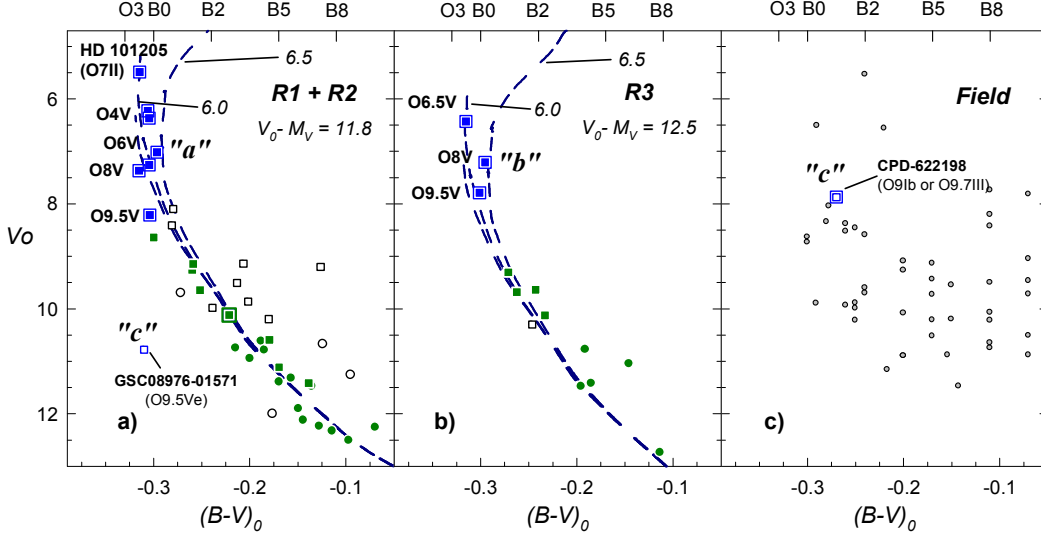 O3 B0 B2 B5 B8
O3 B0 B2 B5 B8
O3 B0 B2 B5 B8
HD 101205
(O7II)
6.5
6.0
R1 + R2
V0- MV = 11.8
O4V
O6V
"a"
O8V
O9.5V
"c"
GSC08976-01571
(O9.5Ve)
a)
6.5
6.0
R3
V0- MV = 12.5
O6.5V
O8V
"b"
O9.5V
b)
Field
"c"
CPD-622198
(O9Ib or O9.7III)
c)
Vo
6
8
10
12
-0.3 -0.2 -0.1
-0.3 -0.2 -0.1
-0.3 -0.2 -0.1
(B-V)0
(B-V)0
(B-V)0